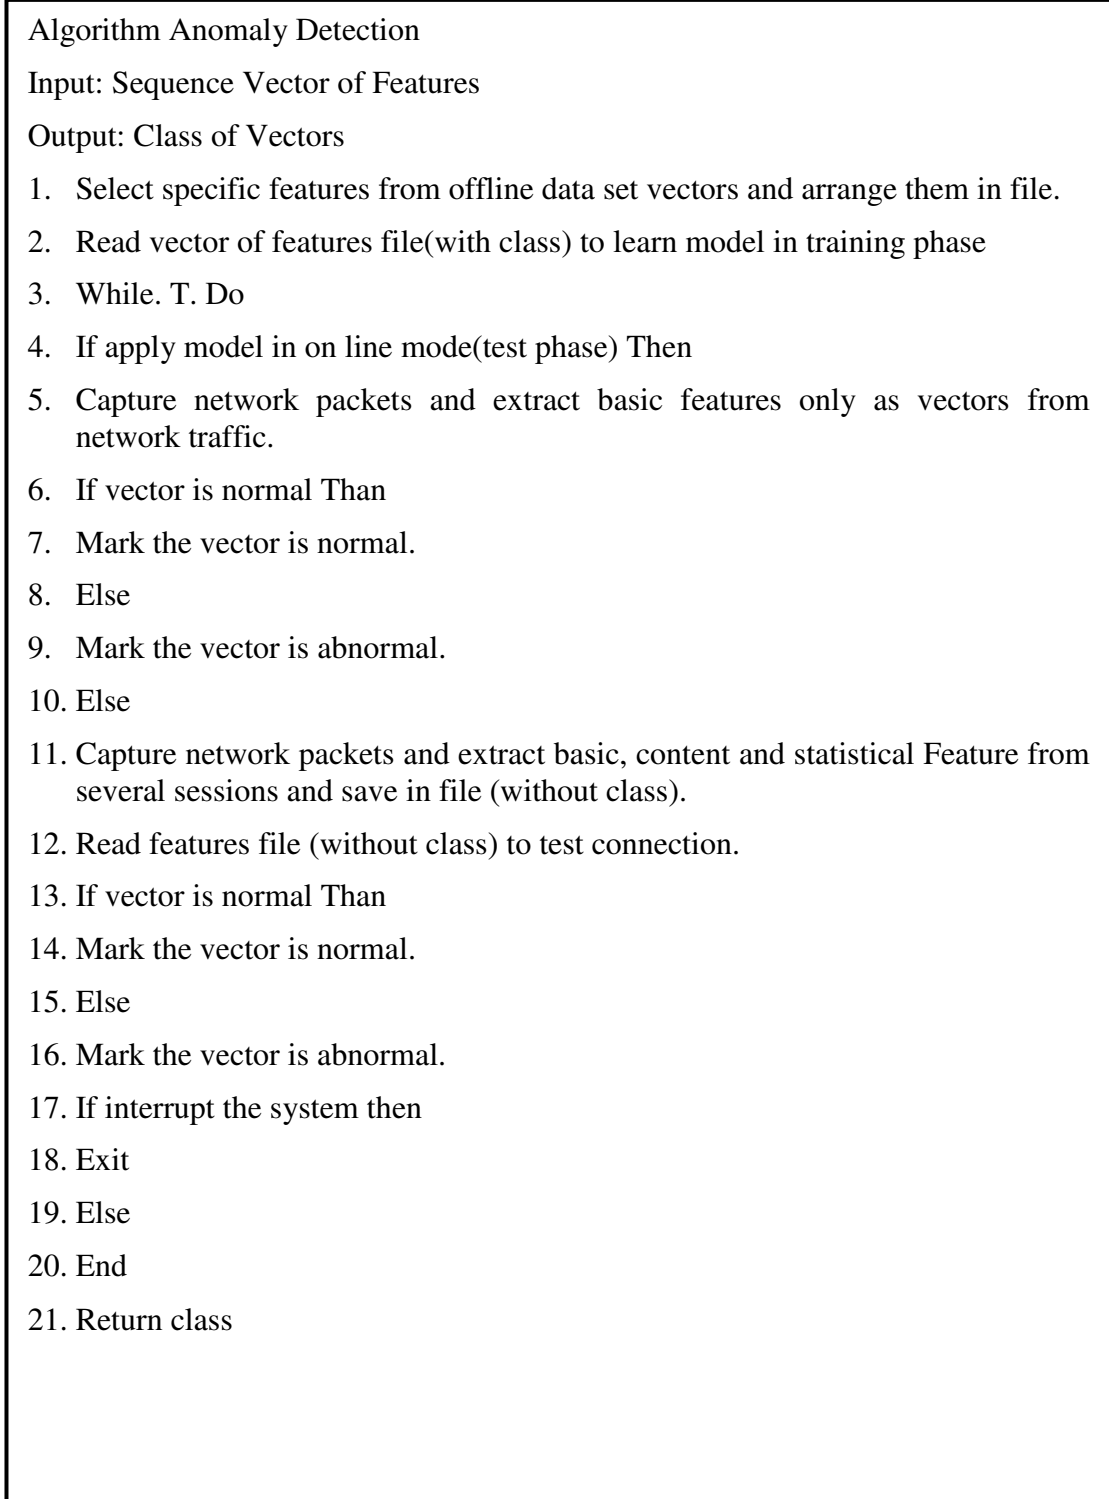 Algorithm Anomaly Detection
Input: Sequence Vector of Features
Output: Class of Vectors
1. Select specific features from offline data set vectors and arrange them in file.
2. Read vector of features file(with class) to learn model in training phase
3. While. T. Do
4. If apply model in on line mode(test phase) Then
5. Capture network packets and extract basic features only as vectors from
network traffic.
6. If vector is normal Than
7. Mark the vector is normal.
8. Else
9. Mark the vector is abnormal.
10. Else
11. Capture network packets and extract basic, content and statistical Feature from
several sessions and save in file (without class).
12. Read features file (without class) to test connection.
13. If vector is normal Than
14. Mark the vector is normal.
15. Else
16. Mark the vector is abnormal.
17. If interrupt the system then
18. Exit
19. Else
20. End
21. Return class